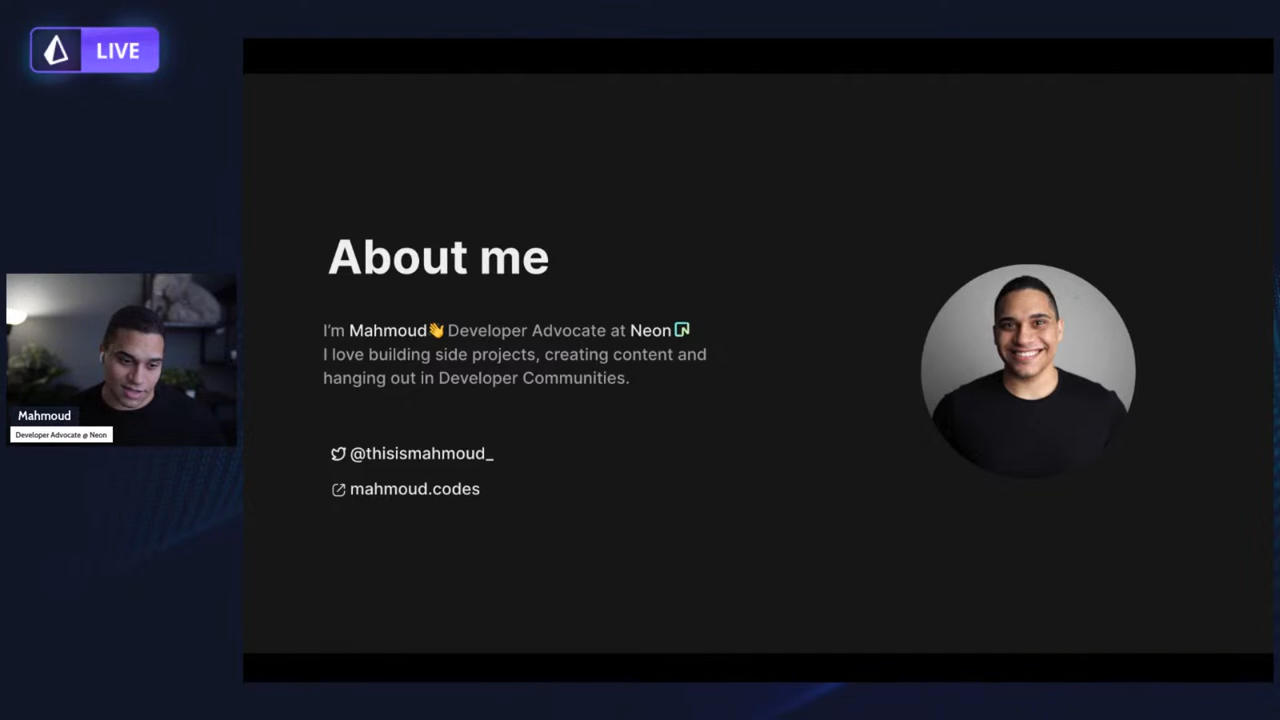 LIVE
About me
I'm Mahmoud👋 Developer Advocate at Neon
I love building side projects, creating content and
hanging out in Developer Communities.
@thisismahmoud_
mahmoud.codes
Mahmoud
Developer Advocate @ Neon